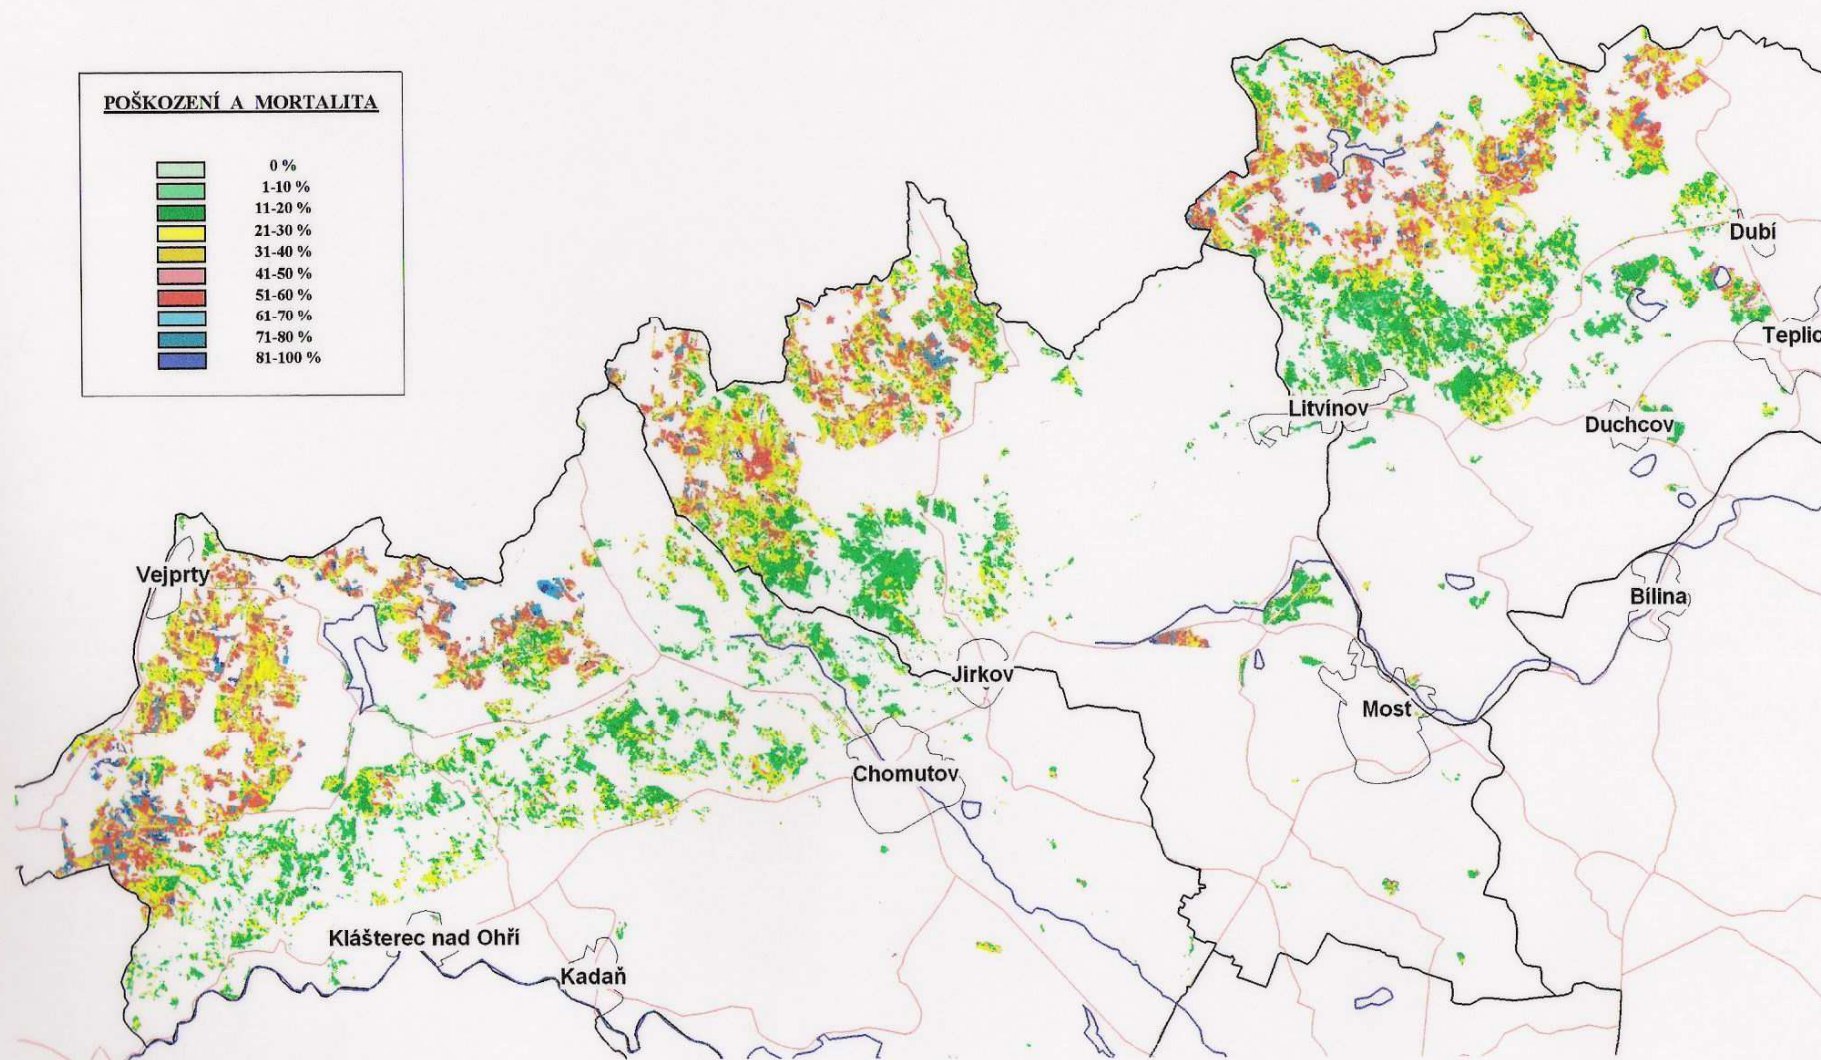 POŠKOZENÍ A MORTALITA
0 %
1-10 %
11-20 %
21-30 %
31-40 %
41-50 %
51-60 %
61-70 %
71-80 %
81-100 %
Dubí
Teplic
Litvínov
Duchcov
Vejprty
Bílina
Jirkov
Most
Chomutov
Klášterec nad Ohří
Kadaň